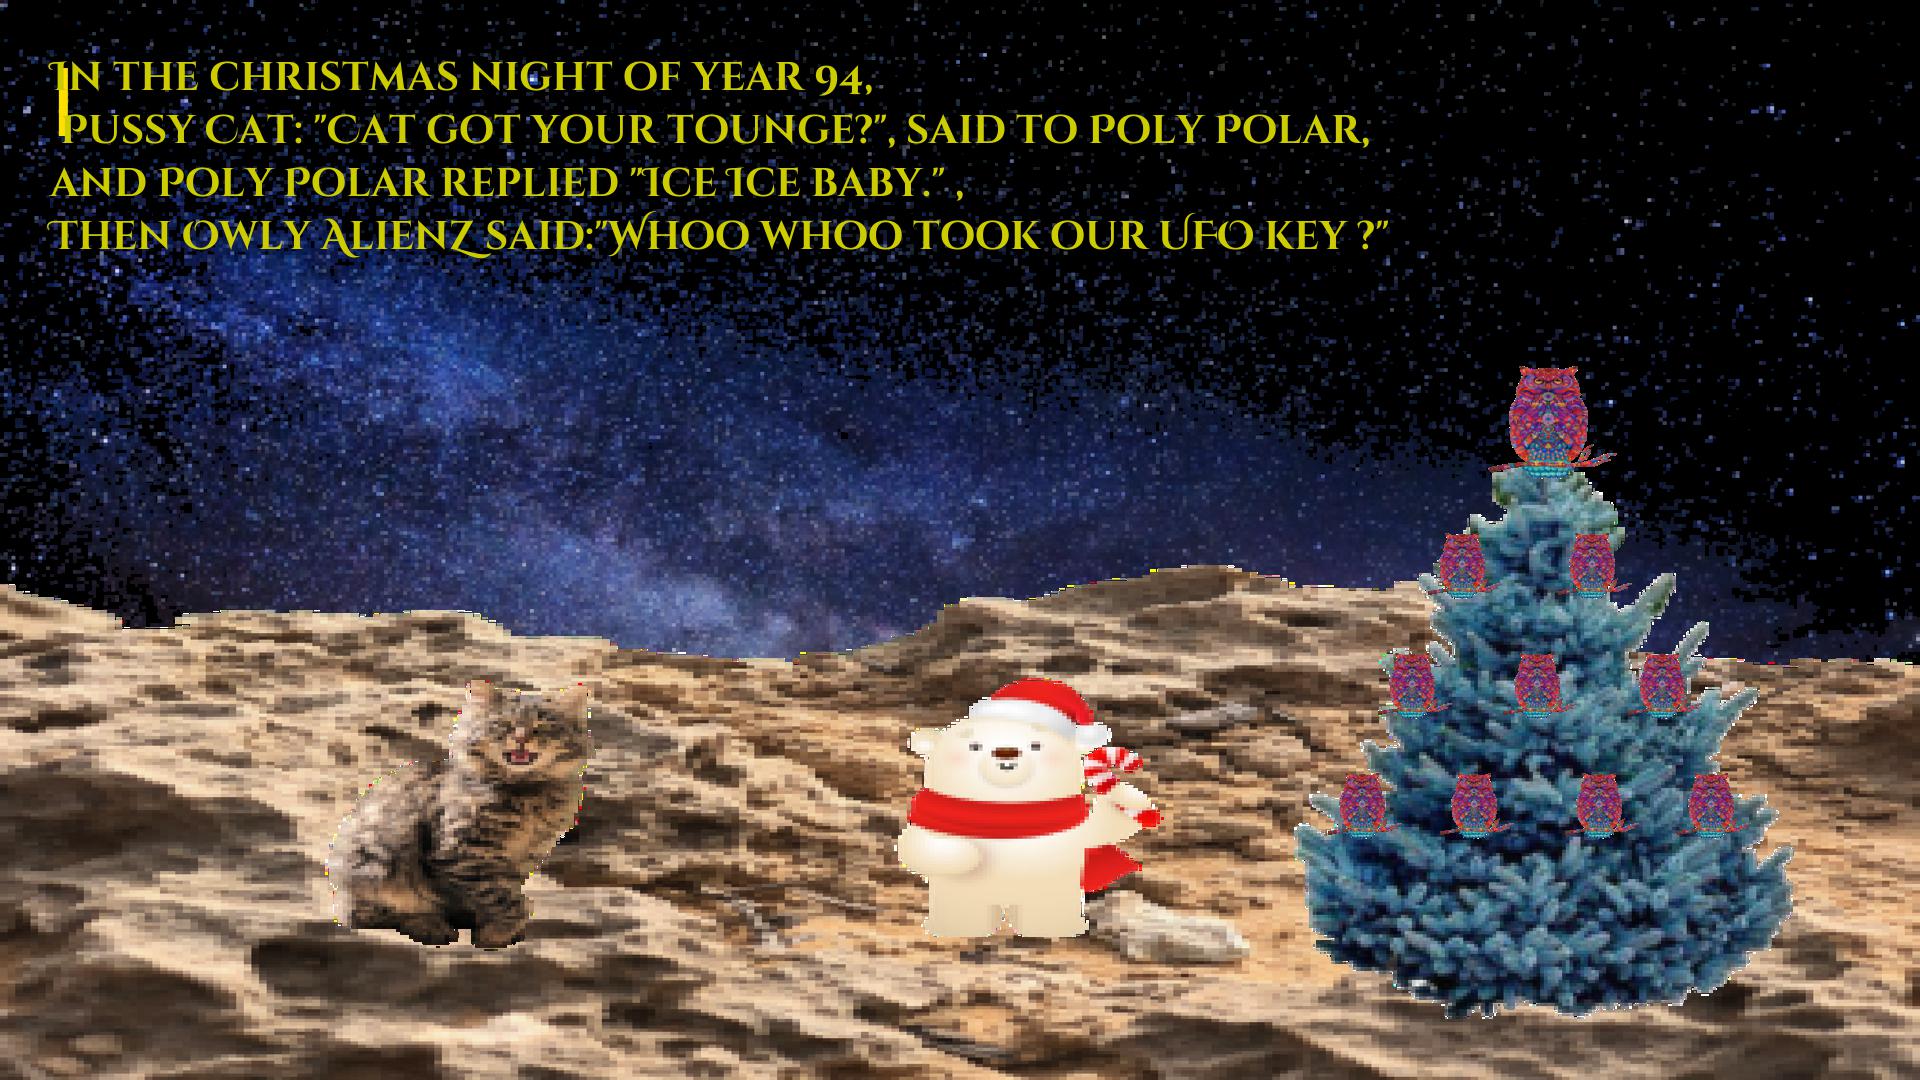 In the Christmas night of year 94,
Pussy Cat: "Cat got your tounge?", said to Poly Polar,
and Poly Polar replied "Ice Ice baby." ,
Then Owly AlienZ said:"Whoo whoo took our UFO key ?"